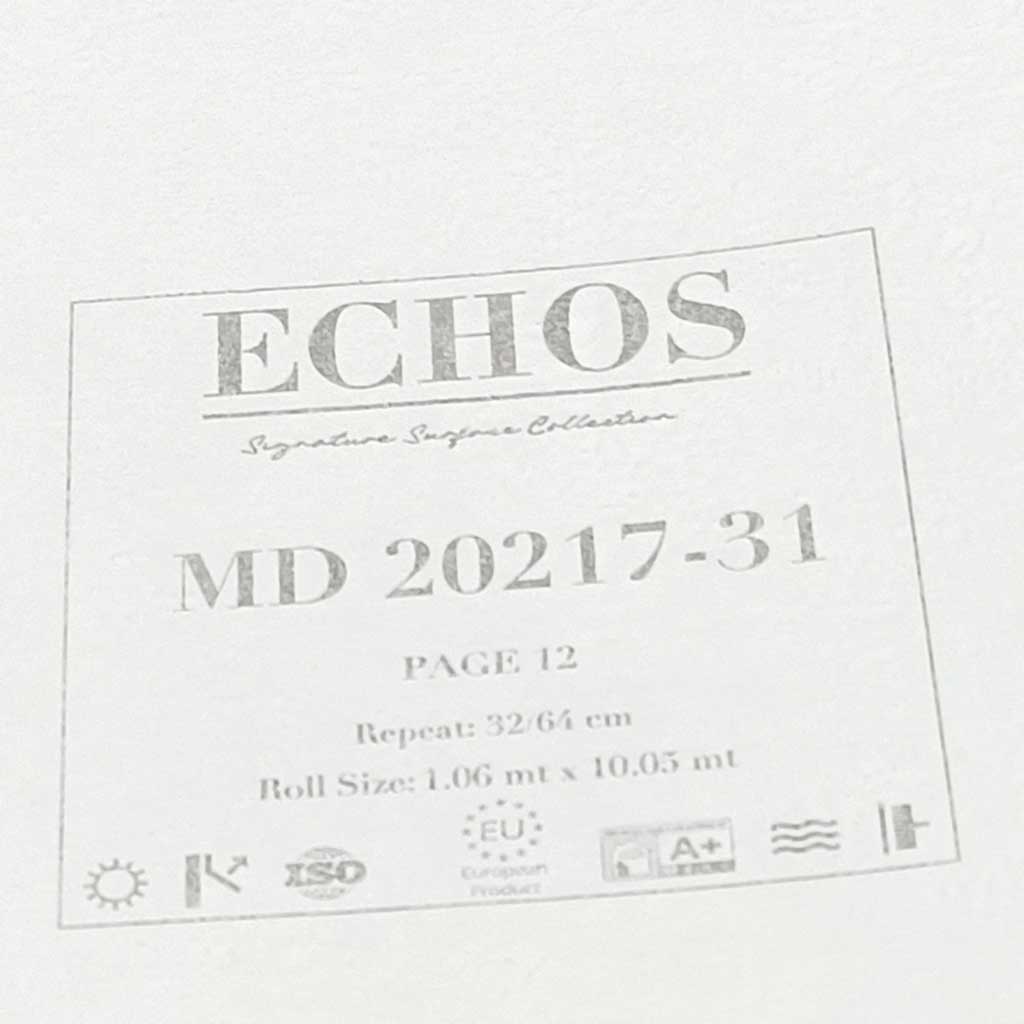 ECHOS
Signature Surface Collection
MD 20217-31
PAGE 12
Repeat: 32/64 cm
Roll Size: 1.06 mt x 10.05 mt
ISO
EU
European
Product
A+